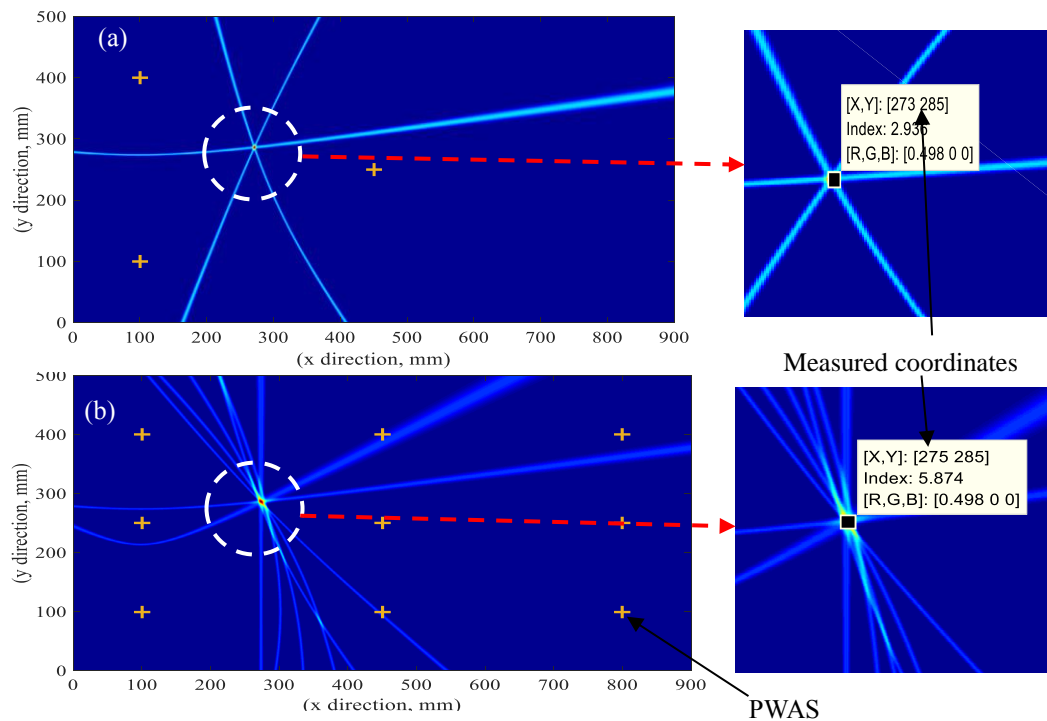 (a)
500
400
300
200
100
0
(y direction, mm)
0 100 200 300 400 500 600 700 800 900
(x direction, mm)
[X,Y]: [273 285]
Index: 2.936
[R,G,B]: [0.498 0 0]
Measured coordinates
(b)
500
400
300
200
100
0
(y direction, mm)
0 100 200 300 400 500 600 700 800 900
(x direction, mm)
[X,Y]: [275 285]
Index: 5.874
[R,G,B]: [0.498 0 0]
PWAS